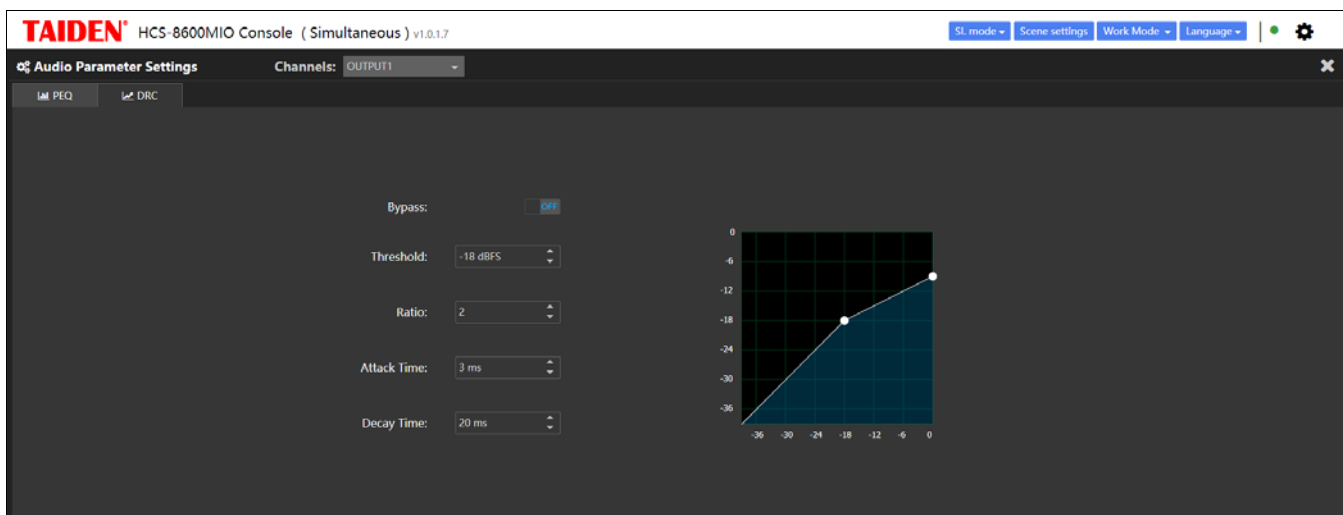 TAIDEN® HCS-8600MIO Console ( Simultaneous ) v1.0.1.7 SI. mode Scene settings Work Mode Language
Audio Parameter Settings Channels: OUTPUT1
PEQ DRC
Bypass: OFF
Threshold: -18 dBFS
Ratio: 2
Attack Time: 3 ms
Decay Time: 20 ms
0
-6
-12
-18
-24
-30
-36
-36 -30 -24 -18 -12 -6 0